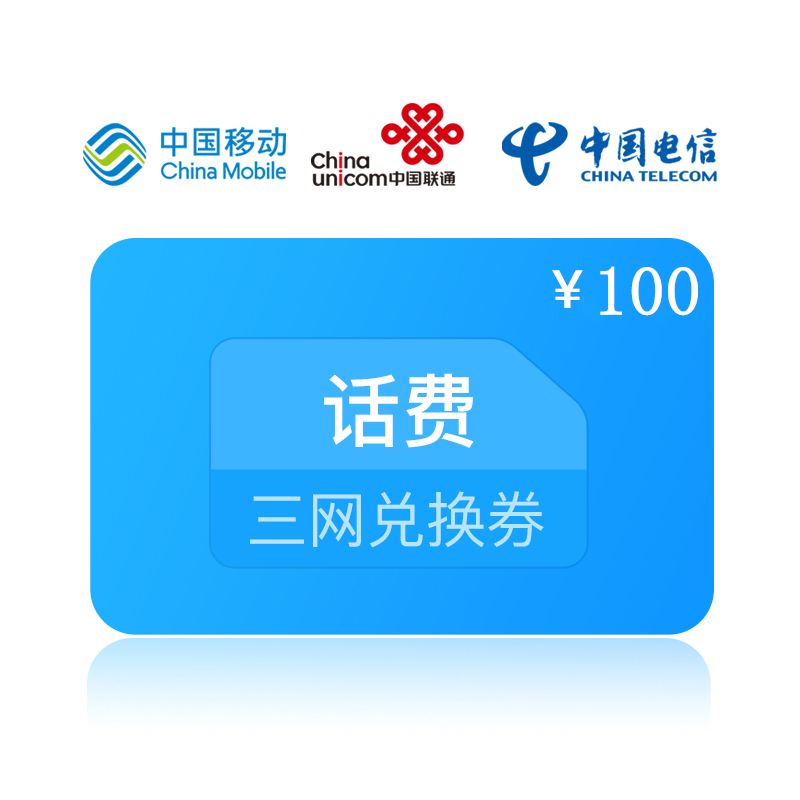 中国移动
China Mobile
China
unicom中国联通
中国电信
CHINA TELECOM
¥100
话费
三网兑换券